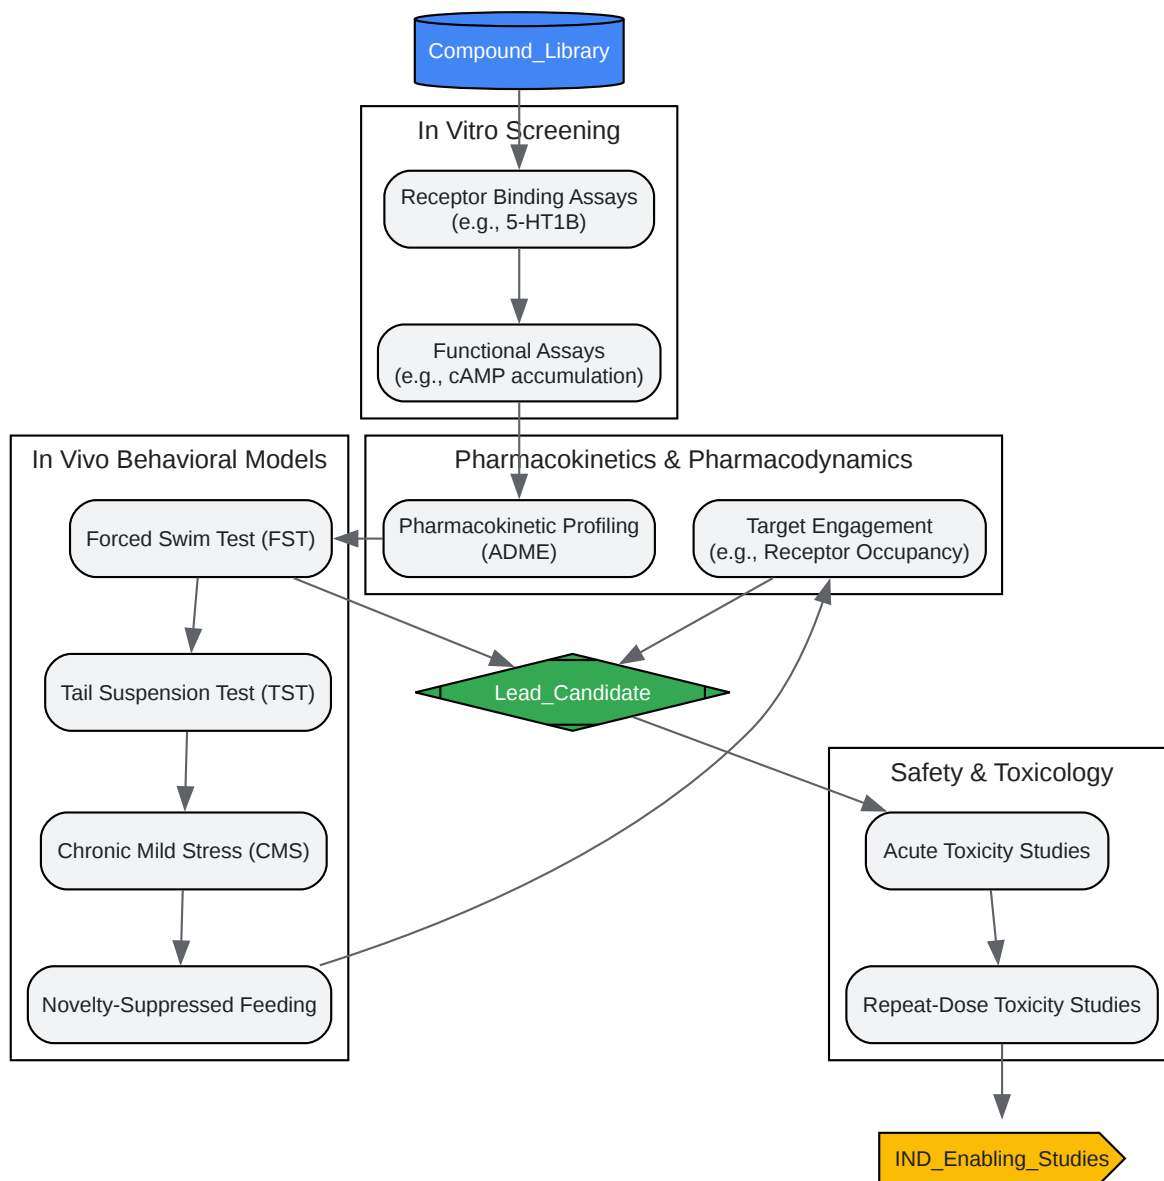 Compound_Library
In Vitro Screening
Receptor Binding Assays
(e.g., 5-HT1B)
Functional Assays
(e.g., cAMP accumulation)
In Vivo Behavioral Models
Pharmacokinetics & Pharmacodynamics
Forced Swim Test (FST)
Pharmacokinetic Profiling
(ADME)
Target Engagement
(e.g., Receptor Occupancy)
Tail Suspension Test (TST)
Lead_Candidate
Safety & Toxicology
Chronic Mild Stress (CMS)
Acute Toxicity Studies
Novelty-Suppressed Feeding
Repeat-Dose Toxicity Studies
IND_Enabling_Studies